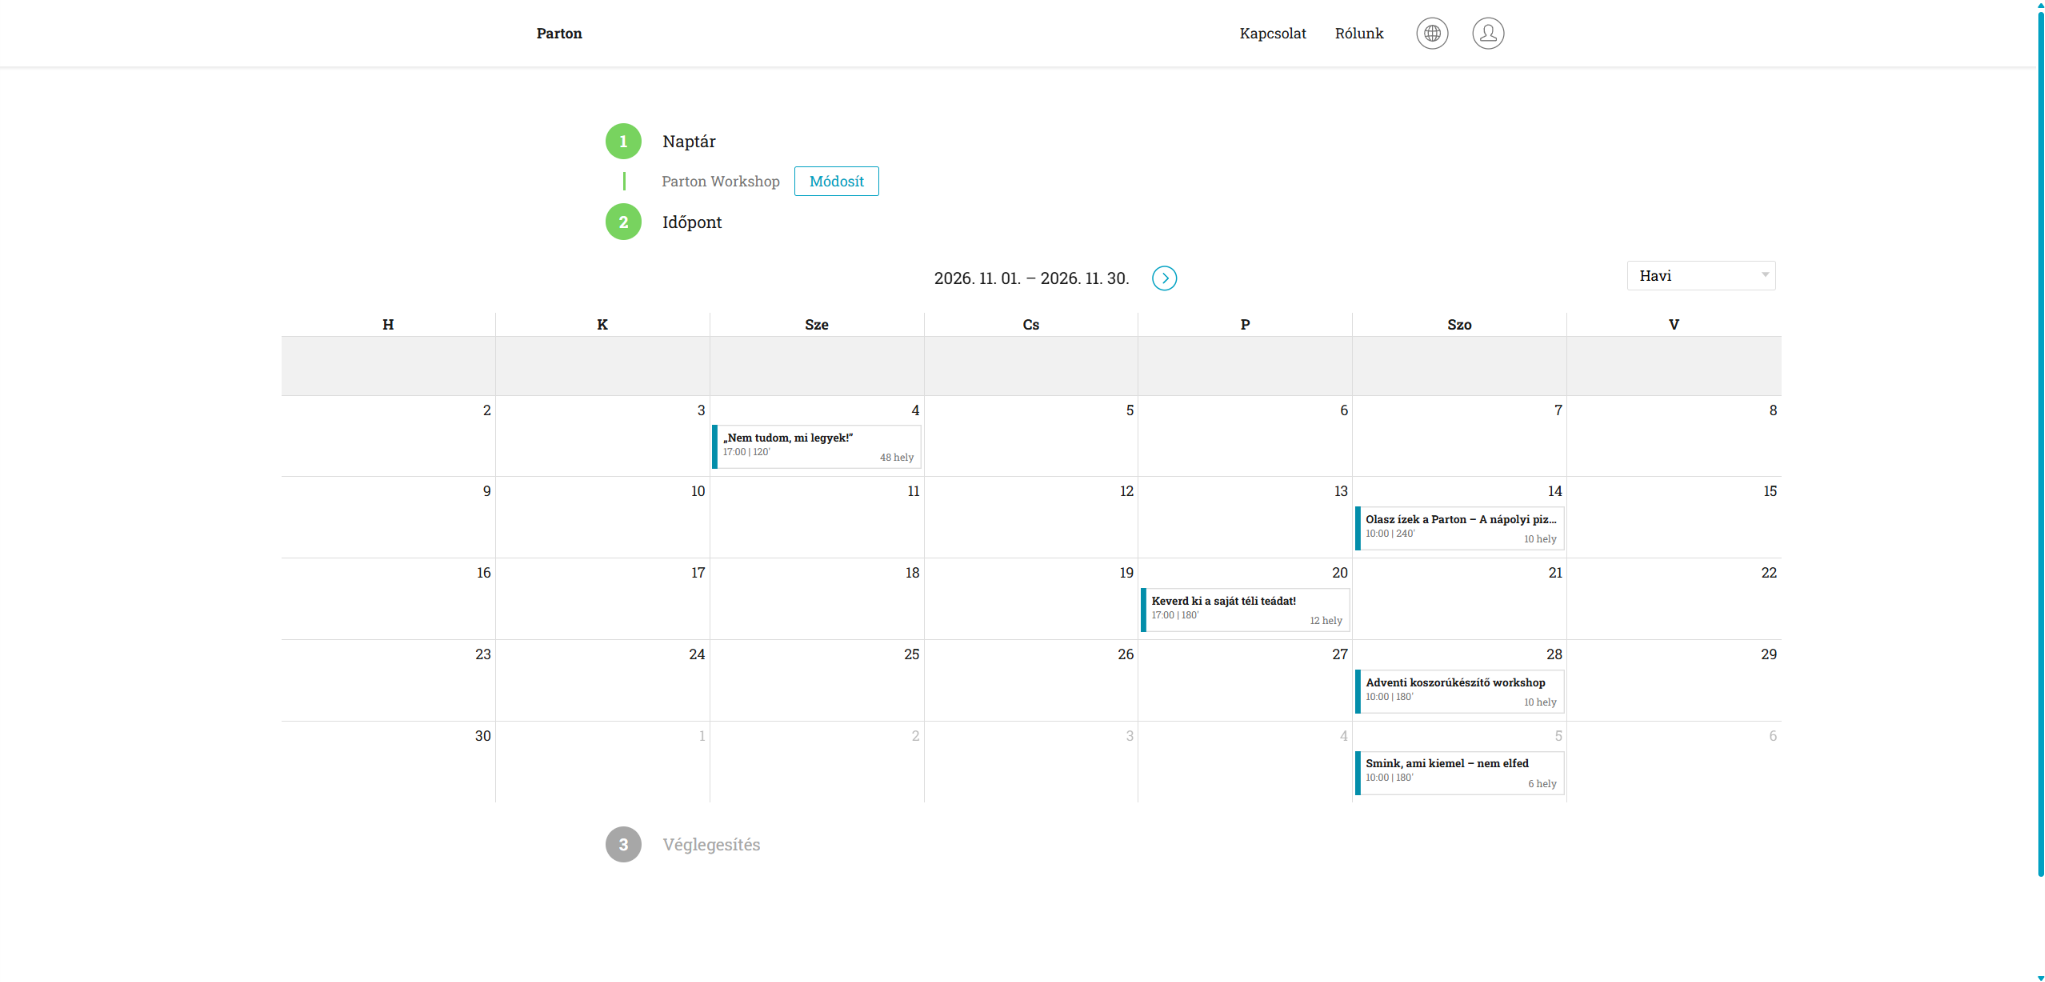 Parton
Kapcsolat
Rólunk
1 Naptár
Parton Workshop Módosít
2 Időpont
2026. 11. 01. – 2026. 11. 30.
Havi
H K Sze Cs P Szo V
2 3 4 5 6 7 8
„Nem tudom, mi legyek!”
17:00 | 120'
48 hely
9 10 11 12 13 14 15
Olasz ízek a Parton – A nápolyi piz...
10:00 | 240'
10 hely
16 17 18 19 20 21 22
Keverd ki a saját téli teádat!
17:00 | 180'
12 hely
23 24 25 26 27 28 29
Adventi koszorúkészítő workshop
10:00 | 180'
10 hely
30 1 2 3 4 5 6
Smink, ami kiemel – nem elfed
10:00 | 180'
6 hely
3 Véglegesítés